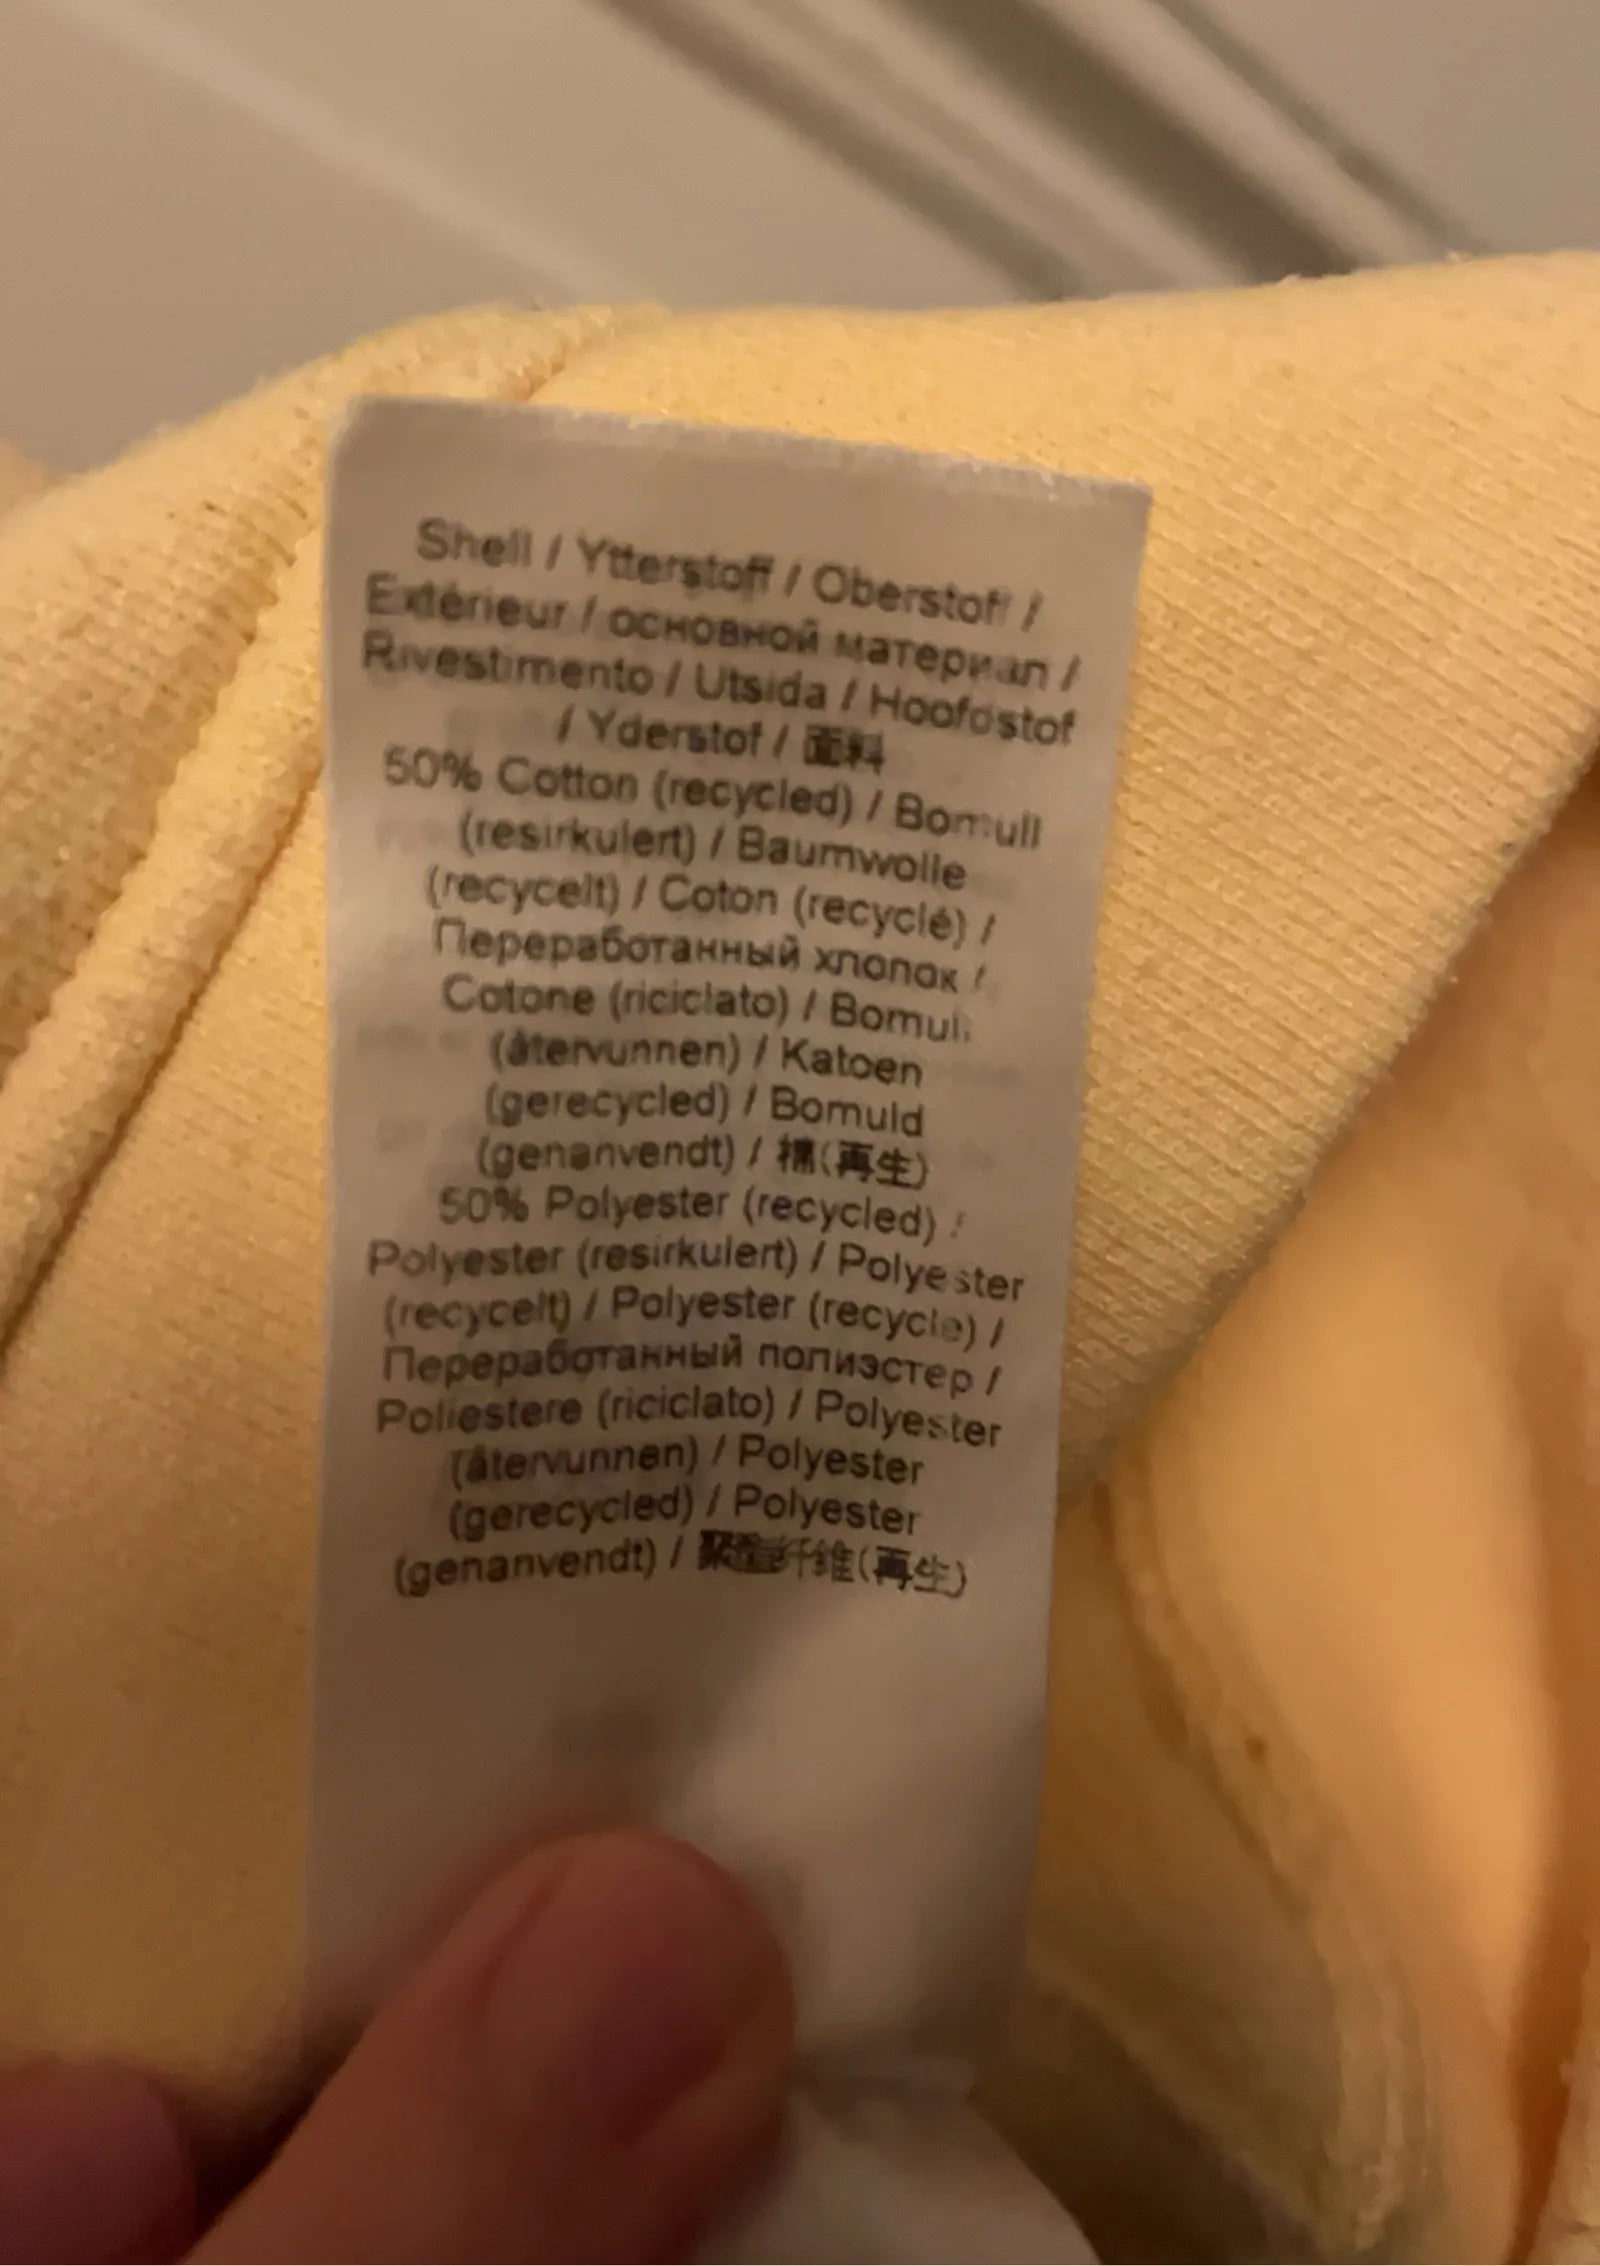 Shell / Ytterstoff / Oberstoff /
Extérieur / основной материал /
Rivestimento / Utsida / Hoofdstof
/ Yderstof / 面料
50% Cotton (recycled) / Bomull
(resirkulert) / Baumwolle
(recycelt) / Coton (recyclé) /
Переработанный хлопок /
Cotone (riciclato) / Bomull
(återvunnen) / Katoen
(gerecycled) / Bomuld
(genanvendt) / 棉(再生)
50% Polyester (recycled) /
Polyester (resirkulert) / Polyester
(recycelt) / Polyester (recycle) /
Переработанный полиэстер /
Poliestere (riciclato) / Polyester
(återvunnen) / Polyester
(gerecycled) / Polyester
(genanvendt) / 聚酯纤维(再生)